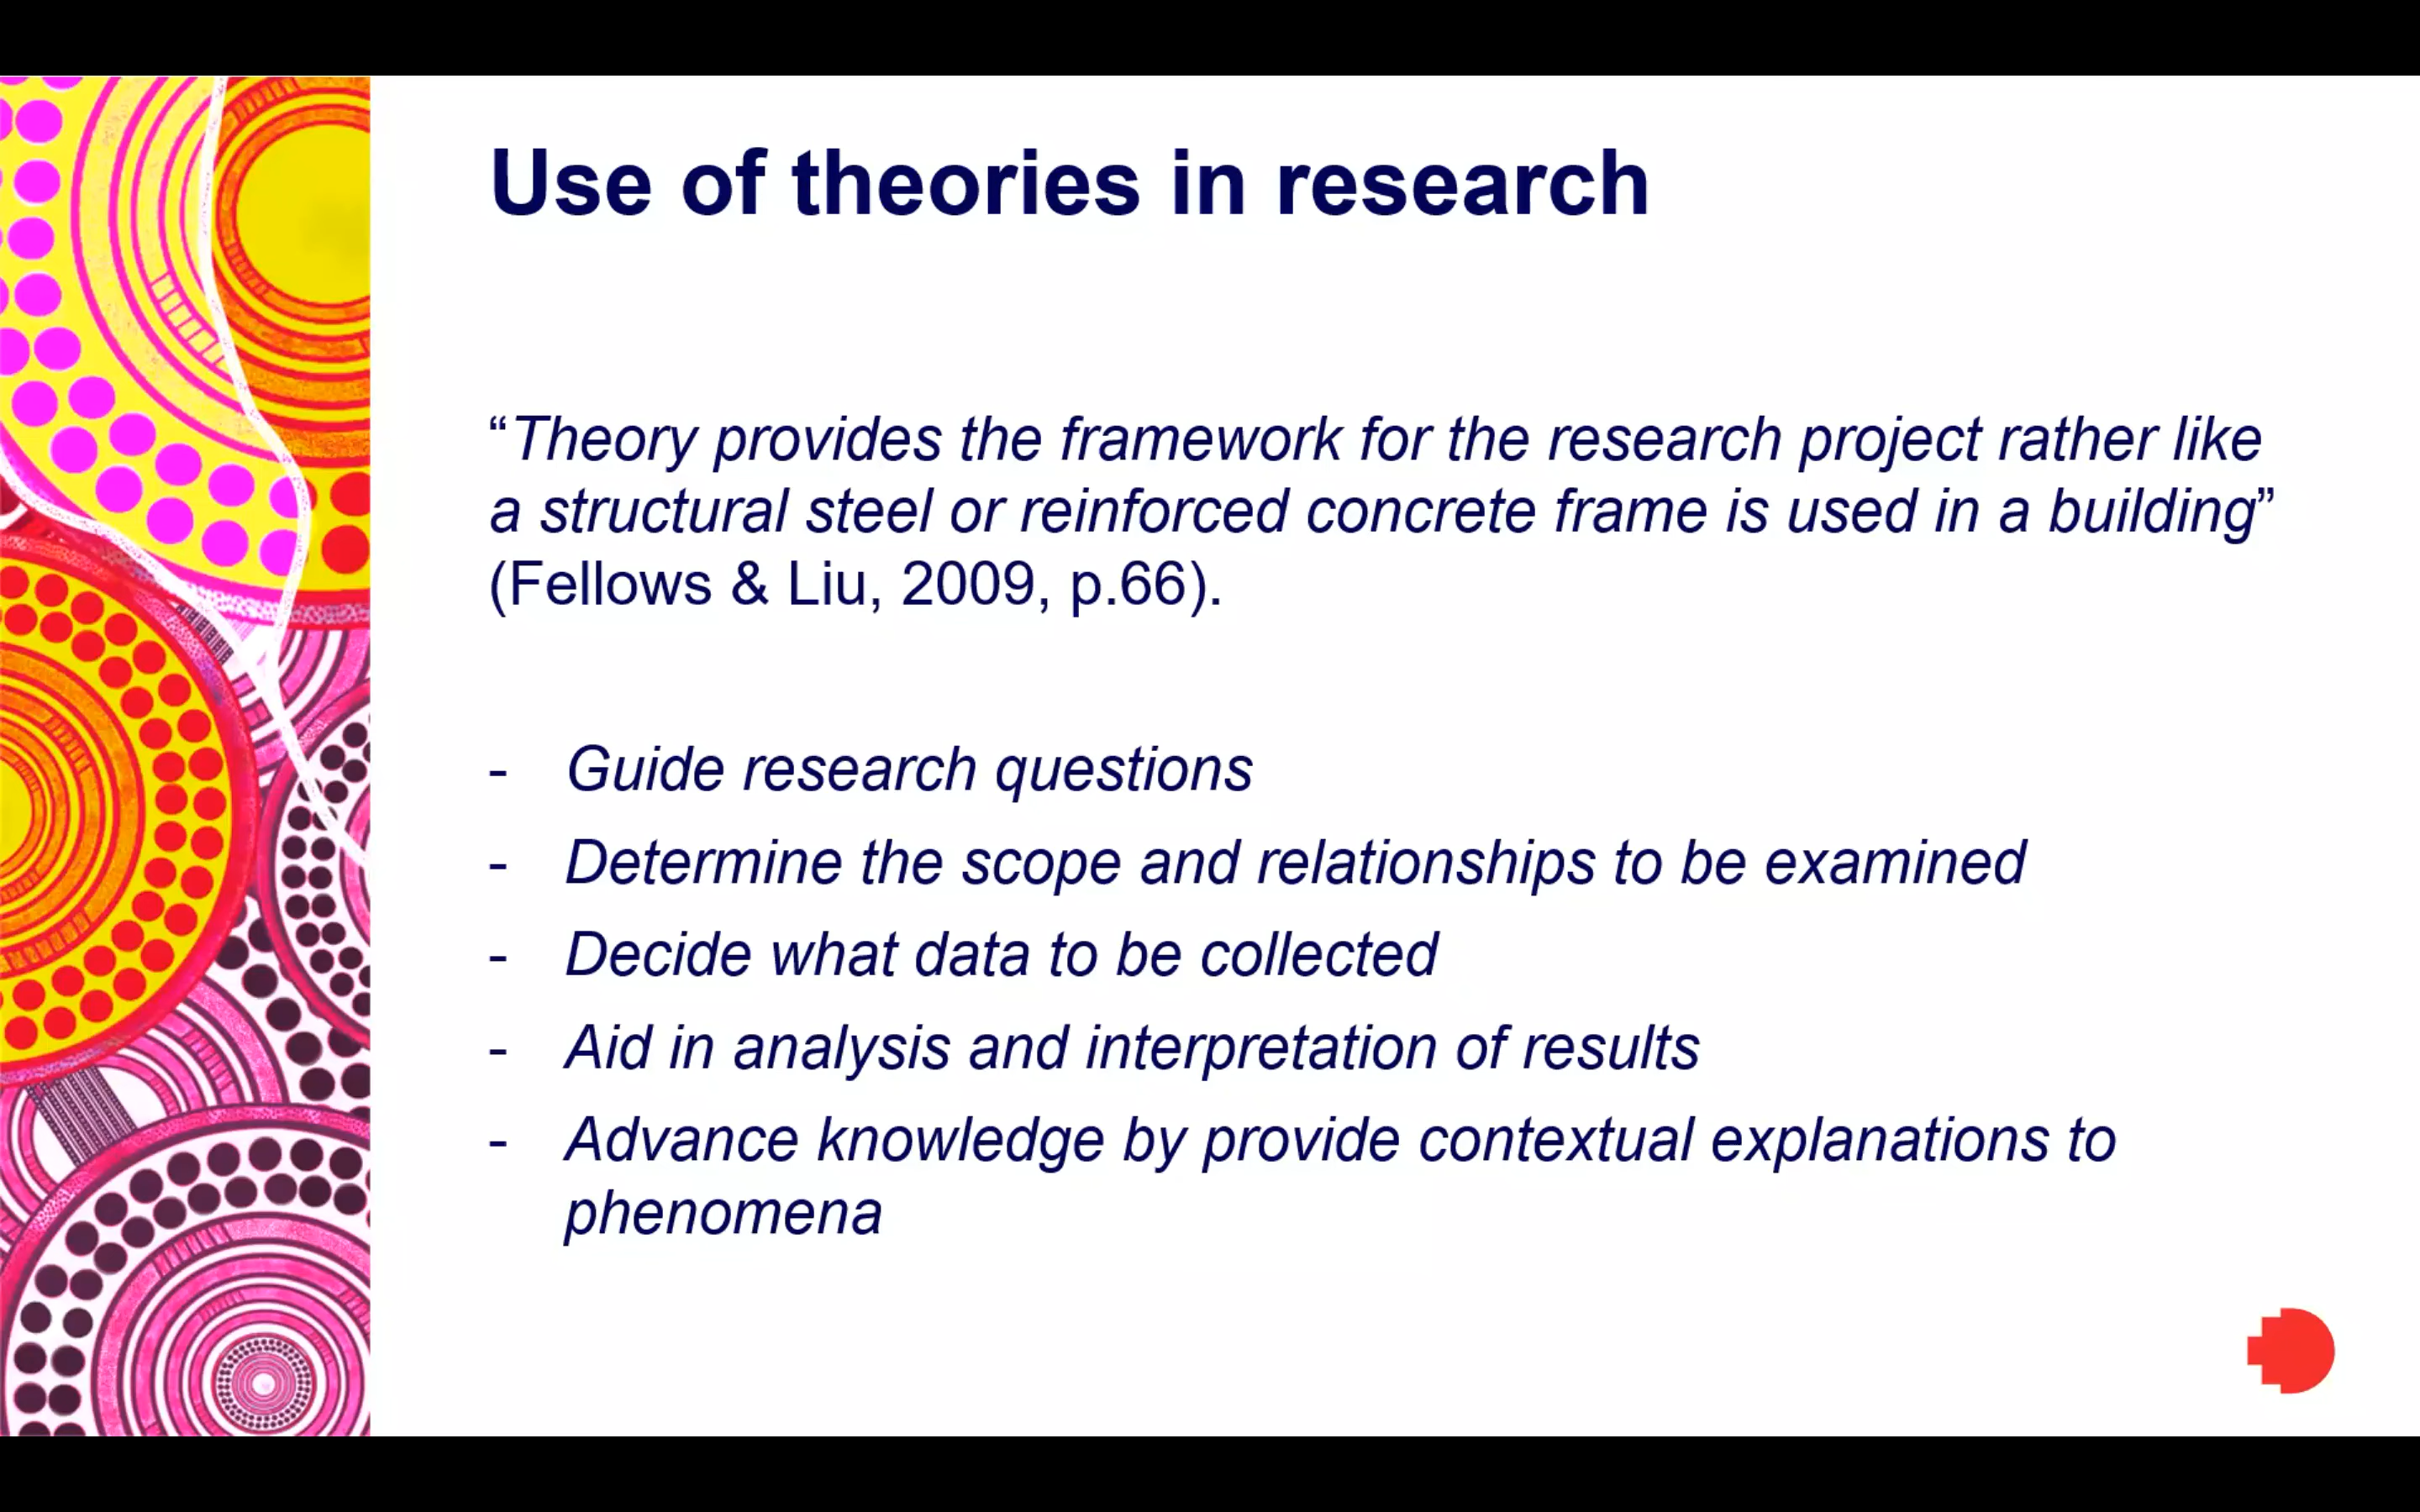 Use of theories in research
“Theory provides the framework for the research project rather like
a structural steel or reinforced concrete frame is used in a building”
(Fellows & Liu, 2009, p.66).
- Guide research questions
- Determine the scope and relationships to be examined
- Decide what data to be collected
- Aid in analysis and interpretation of results
- Advance knowledge by provide contextual explanations to
phenomena